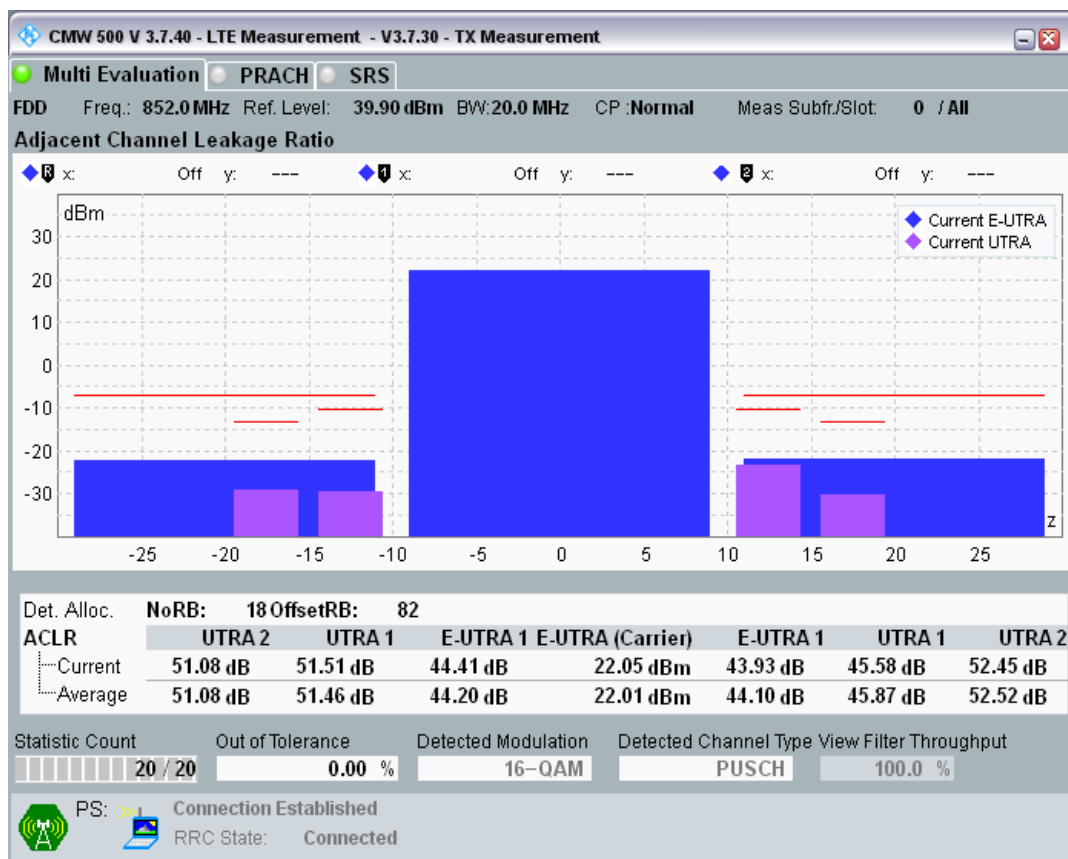 CMW 500 V 3.7.40 - LTE Measurement - V3.7.30 - TX Measurement
Multi Evaluation PRACH SRS
FDD Freq.: 852.0 MHz Ref. Level: 39.90 dBm BW:20.0 MHz CP :Normal Meas Subfr./Slot: 0 / All
Adjacent Channel Leakage Ratio
R x: Off y: --- 1 x: Off y: --- 2 x: Off y: ---
dBm
Current E-UTRA
Current UTRA
30
20
10
0
-10
-20
-30
z
-25 -20 -15 -10 -5 0 5 10 15 20 25
Det. Alloc. NoRB: 18 OffsetRB: 82
ACLR UTRA 2 UTRA 1 E-UTRA 1 E-UTRA (Carrier) E-UTRA 1 UTRA 1 UTRA 2
Current 51.08 dB 51.51 dB 44.41 dB 22.05 dBm 43.93 dB 45.58 dB 52.45 dB
Average 51.08 dB 51.46 dB 44.20 dB 22.01 dBm 44.10 dB 45.87 dB 52.52 dB
Statistic Count Out of Tolerance Detected Modulation Detected Channel Type View Filter Throughput
20 / 20 0.00 % 16-QAM PUSCH 100.0 %
PS: Connection Established
RRC State: Connected